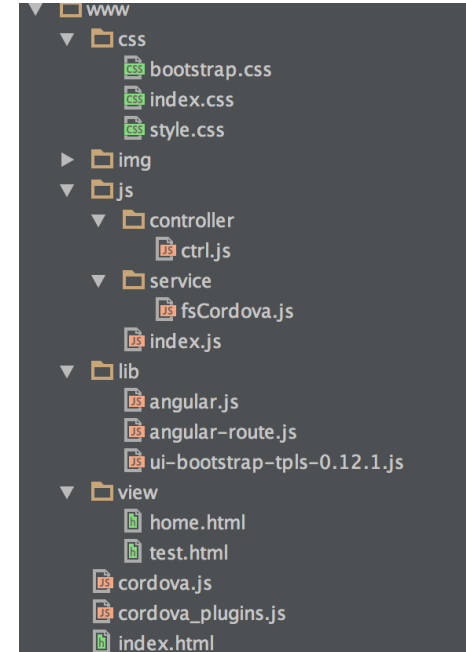 www
css
bootstrap.css
index.css
style.css
img
js
controller
ctrl.js
service
fsCordova.js
index.js
lib
angular.js
angular-route.js
ui-bootstrap-tpls-0.12.1.js
view
home.html
test.html
cordova.js
cordova_plugins.js
index.html